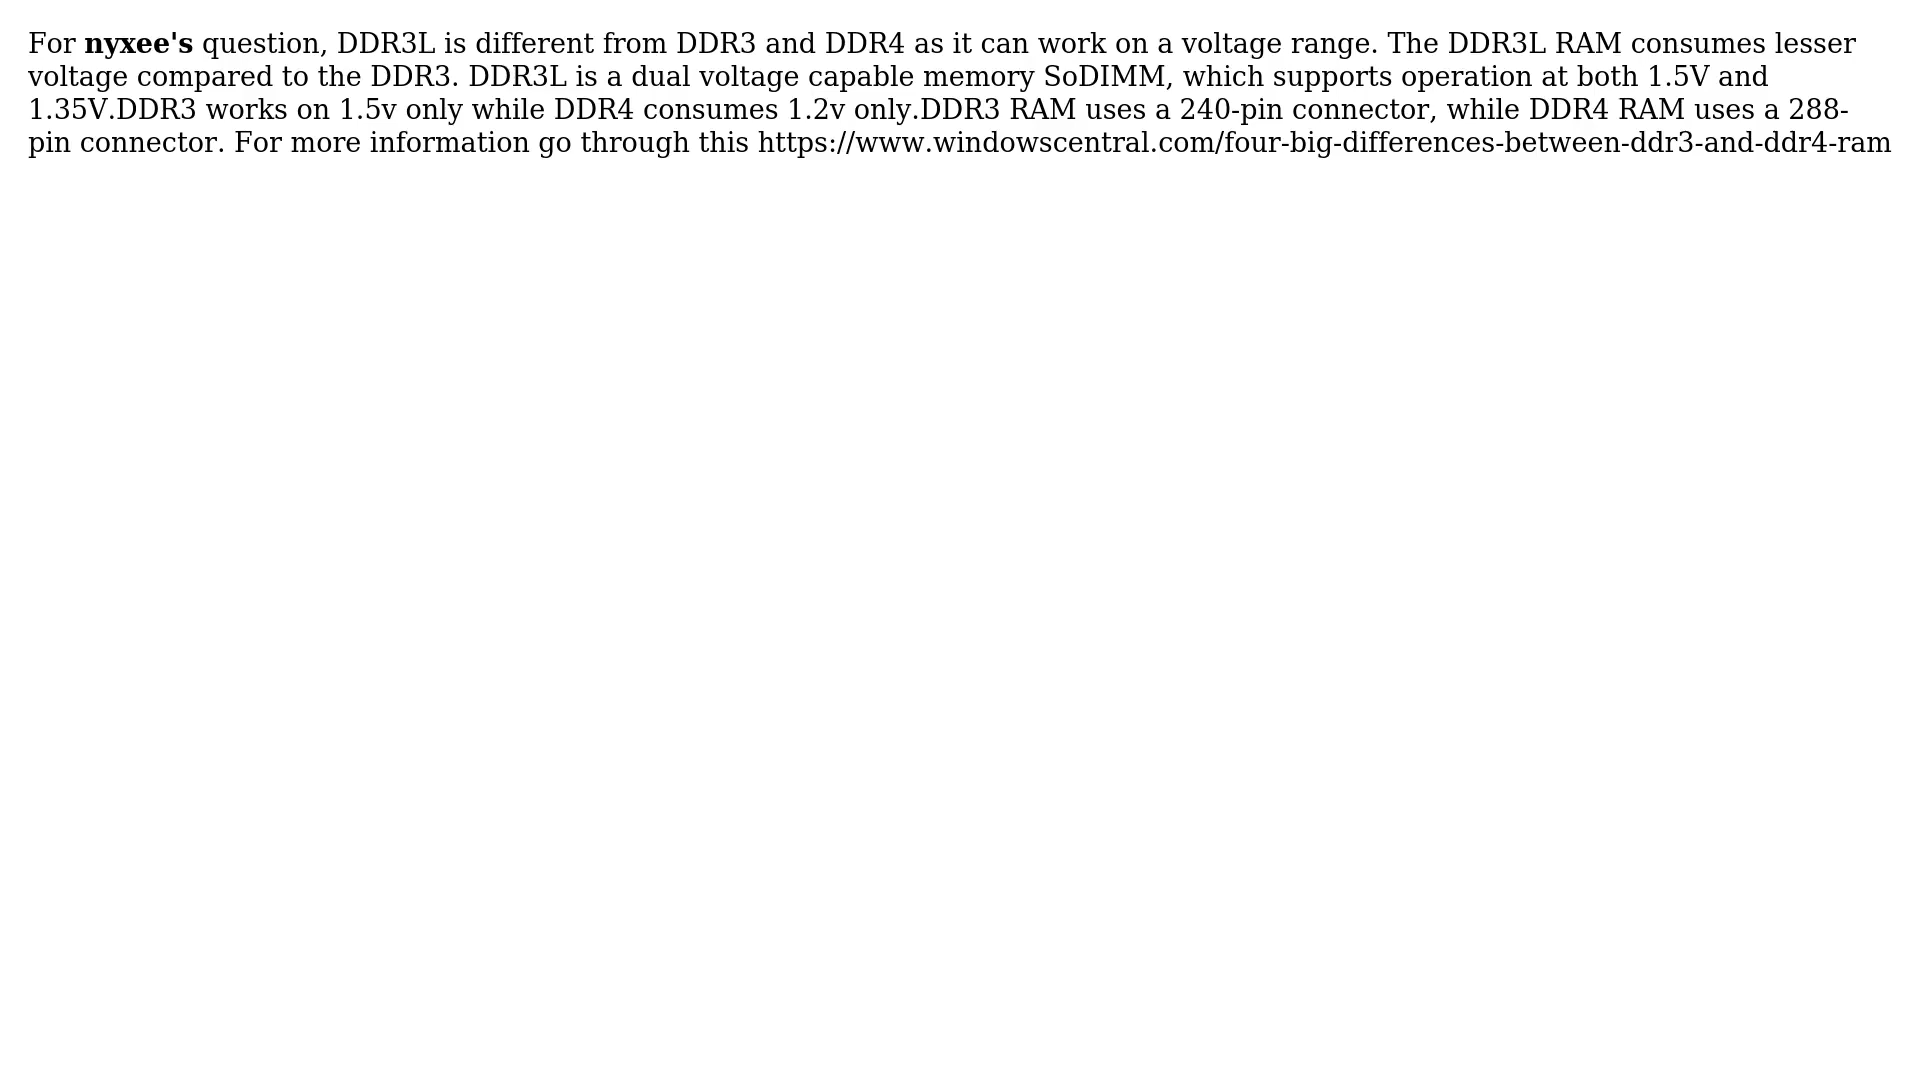 For nyxee's question, DDR3L is different from DDR3 and DDR4 as it can work on a voltage range. The DDR3L RAM consumes lesser
voltage compared to the DDR3. DDR3L is a dual voltage capable memory SoDIMM, which supports operation at both 1.5V and
1.35V.DDR3 works on 1.5v only while DDR4 consumes 1.2v only.DDR3 RAM uses a 240-pin connector, while DDR4 RAM uses a 288-
pin connector. For more information go through this https://www.windowscentral.com/four-big-differences-between-ddr3-and-ddr4-ram